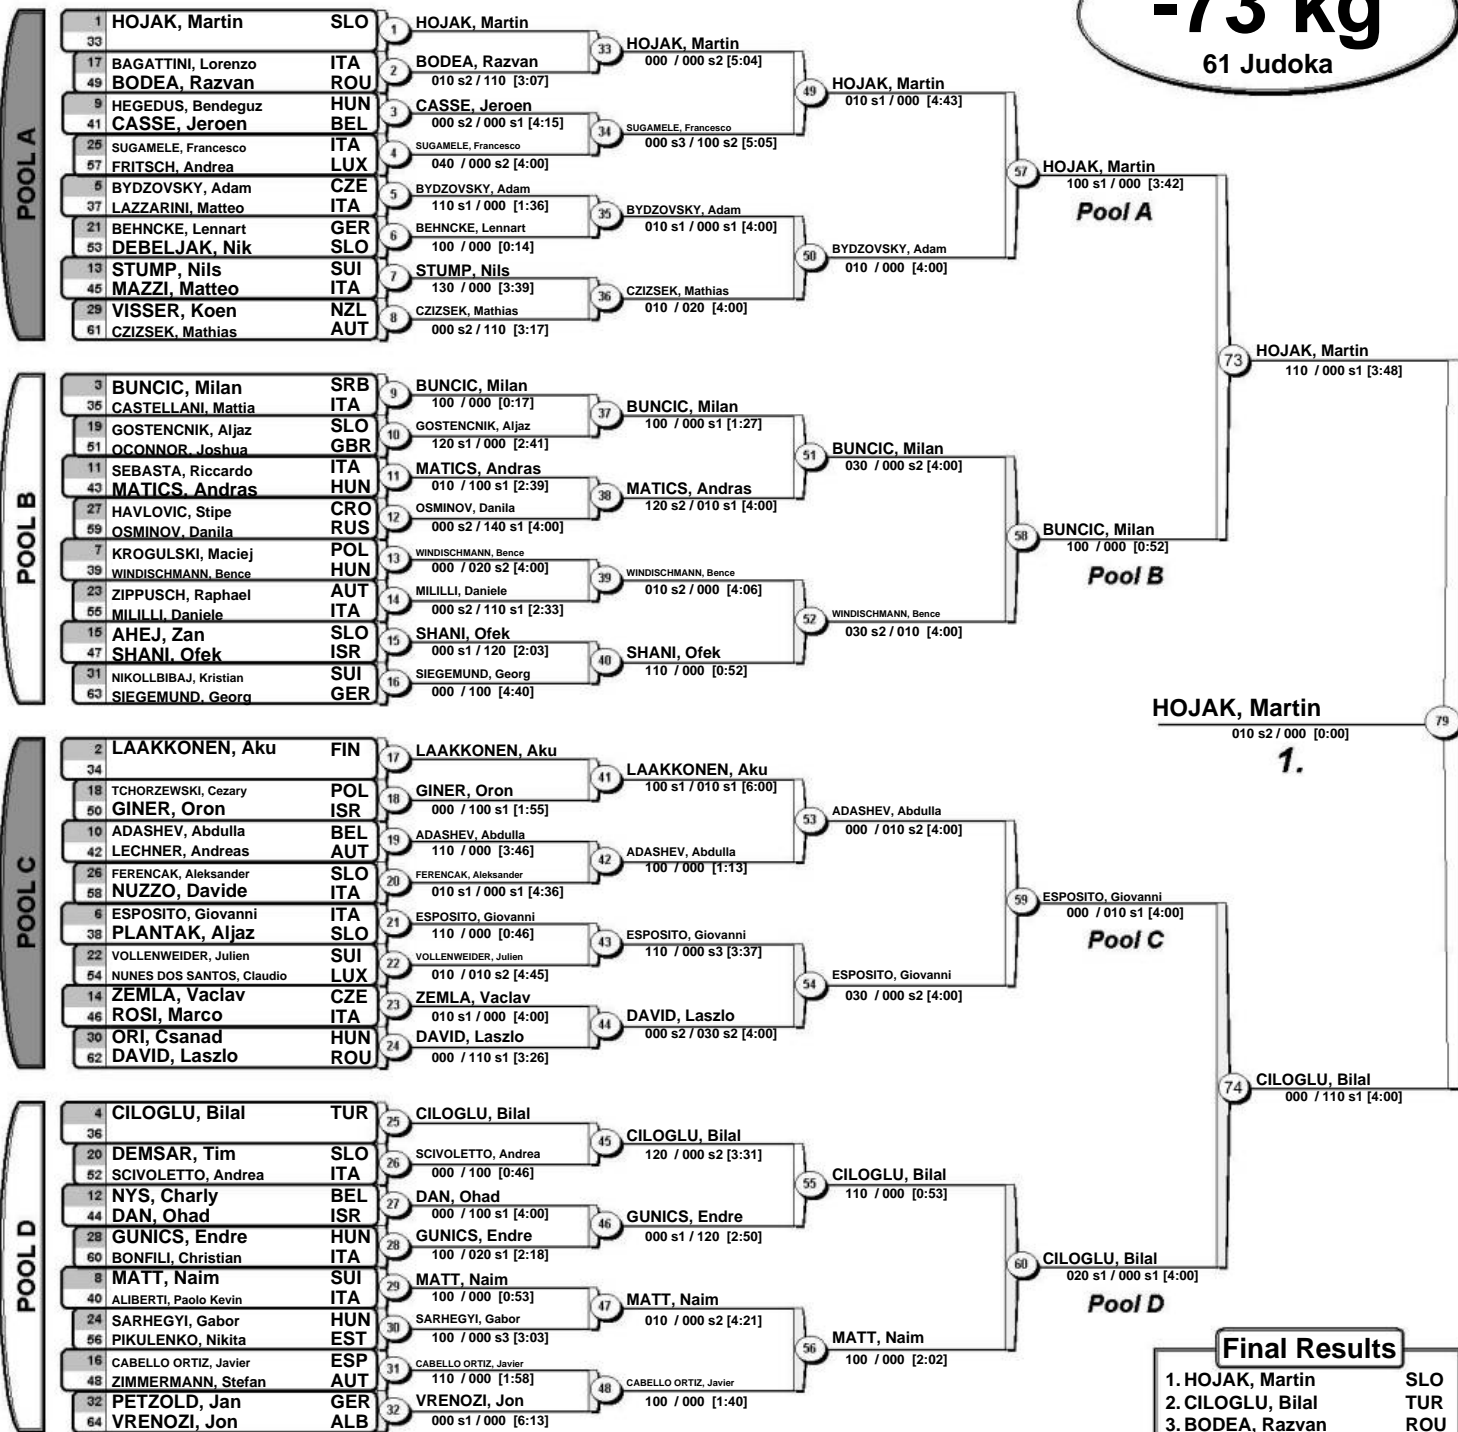 -73 kg
61 Judoka
POOL A
1 HOJAK, Martin SLO
33
17 BAGATTINI, Lorenzo ITA
49 BODEA, Razvan ROU
9 HEGEDUS, Bendeguz HUN
41 CASSE, Jeroen BEL
25 SUGAMELE, Francesco ITA
57 FRITSCH, Andrea LUX
5 BYDZOVSKY, Adam CZE
37 LAZZARINI, Matteo ITA
21 BEHNCKE, Lennart GER
53 DEBELJAK, Nik SLO
13 STUMP, Nils SUI
45 MAZZI, Matteo ITA
29 VISSER, Koen NZL
61 CZIZSEK, Mathias AUT
1 HOJAK, Martin
2 BODEA, Razvan
010 s2 / 110 [3:07]
3 CASSE, Jeroen
000 s2 / 000 s1 [4:15]
4 SUGAMELE, Francesco
040 / 000 s2 [4:00]
5 BYDZOVSKY, Adam
110 s1 / 000 [1:36]
6 BEHNCKE, Lennart
100 / 000 [0:14]
7 STUMP, Nils
130 / 000 [3:39]
8 CZIZSEK, Mathias
000 s2 / 110 [3:17]
33 HOJAK, Martin
000 / 000 s2 [5:04]
34 SUGAMELE, Francesco
000 s3 / 100 s2 [5:05]
35 BYDZOVSKY, Adam
010 s1 / 000 s1 [4:00]
36 CZIZSEK, Mathias
010 / 020 [4:00]
49 HOJAK, Martin
010 s1 / 000 [4:43]
50 BYDZOVSKY, Adam
010 / 000 [4:00]
57 HOJAK, Martin
100 s1 / 000 [3:42]
Pool A
POOL B
3 BUNCIC, Milan SRB
35 CASTELLANI, Mattia ITA
19 GOSTENCNIK, Aljaz SLO
51 OCONNOR, Joshua GBR
11 SEBASTA, Riccardo ITA
43 MATICS, Andras HUN
27 HAVLOVIC, Stipe CRO
59 OSMINOV, Danila RUS
7 KROGULSKI, Maciej POL
39 WINDISCHMANN, Bence HUN
23 ZIPPUSCH, Raphael AUT
55 MILILLI, Daniele ITA
15 AHEJ, Zan SLO
47 SHANI, Ofek ISR
31 NIKOLLBIBAJ, Kristian SUI
63 SIEGEMUND, Georg GER
9 BUNCIC, Milan
100 / 000 [0:17]
10 GOSTENCNIK, Aljaz
120 s1 / 000 [2:41]
11 MATICS, Andras
010 / 100 s1 [2:39]
12 OSMINOV, Danila
000 s2 / 140 s1 [4:00]
13 WINDISCHMANN, Bence
000 / 020 s2 [4:00]
14 MILILLI, Daniele
000 s2 / 110 s1 [2:33]
15 SHANI, Ofek
000 s1 / 120 [2:03]
16 SIEGEMUND, Georg
000 / 100 [4:40]
37 BUNCIC, Milan
100 / 000 s1 [1:27]
38 MATICS, Andras
120 s2 / 010 s1 [4:00]
39 WINDISCHMANN, Bence
010 s2 / 000 [4:06]
40 SHANI, Ofek
110 / 000 [0:52]
51 BUNCIC, Milan
030 / 000 s2 [4:00]
52 WINDISCHMANN, Bence
030 s2 / 010 [4:00]
58 BUNCIC, Milan
100 / 000 [0:52]
Pool B
73 HOJAK, Martin
110 / 000 s1 [3:48]
HOJAK, Martin 79
010 s2 / 000 [0:00]
1.
POOL C
2 LAAKKONEN, Aku FIN
34
18 TCHORZEWSKI, Cezary POL
50 GINER, Oron ISR
10 ADASHEV, Abdulla BEL
42 LECHNER, Andreas AUT
26 FERENCAK, Aleksander SLO
58 NUZZO, Davide ITA
6 ESPOSITO, Giovanni ITA
38 PLANTAK, Aljaz SLO
22 VOLLENWEIDER, Julien SUI
54 NUNES DOS SANTOS, Claudio LUX
14 ZEMLA, Vaclav CZE
46 ROSI, Marco ITA
30 ORI, Csanad HUN
62 DAVID, Laszlo ROU
17 LAAKKONEN, Aku
18 GINER, Oron
000 / 100 s1 [1:55]
19 ADASHEV, Abdulla
110 / 000 [3:46]
20 FERENCAK, Aleksander
010 s1 / 000 s1 [4:36]
21 ESPOSITO, Giovanni
110 / 000 [0:46]
22 VOLLENWEIDER, Julien
010 / 010 s2 [4:45]
23 ZEMLA, Vaclav
010 s1 / 000 [4:00]
24 DAVID, Laszlo
000 / 110 s1 [3:26]
41 LAAKKONEN, Aku
100 s1 / 010 s1 [6:00]
42 ADASHEV, Abdulla
100 / 000 [1:13]
43 ESPOSITO, Giovanni
110 / 000 s3 [3:37]
44 DAVID, Laszlo
000 s2 / 030 s2 [4:00]
53 ADASHEV, Abdulla
000 / 010 s2 [4:00]
54 ESPOSITO, Giovanni
030 / 000 s2 [4:00]
59 ESPOSITO, Giovanni
000 / 010 s1 [4:00]
Pool C
POOL D
4 CILOGLU, Bilal TUR
36
20 DEMSAR, Tim SLO
52 SCIVOLETTO, Andrea ITA
12 NYS, Charly BEL
44 DAN, Ohad ISR
28 GUNICS, Endre HUN
60 BONFILI, Christian ITA
8 MATT, Naim SUI
40 ALIBERTI, Paolo Kevin ITA
24 SARHEGYI, Gabor HUN
56 PIKULENKO, Nikita EST
16 CABELLO ORTIZ, Javier ESP
48 ZIMMERMANN, Stefan AUT
32 PETZOLD, Jan GER
64 VRENOZI, Jon ALB
25 CILOGLU, Bilal
26 SCIVOLETTO, Andrea
000 / 100 [0:46]
27 DAN, Ohad
000 / 100 s1 [4:00]
28 GUNICS, Endre
100 / 020 s1 [2:18]
29 MATT, Naim
100 / 000 [0:53]
30 SARHEGYI, Gabor
100 / 000 s3 [3:03]
31 CABELLO ORTIZ, Javier
110 / 000 [1:58]
32 VRENOZI, Jon
000 s1 / 000 [6:13]
45 CILOGLU, Bilal
120 / 000 s2 [3:31]
46 GUNICS, Endre
000 s1 / 120 [2:50]
47 MATT, Naim
010 / 000 s2 [4:21]
48 CABELLO ORTIZ, Javier
100 / 000 [1:40]
55 CILOGLU, Bilal
110 / 000 [0:53]
56 MATT, Naim
100 / 000 [2:02]
60 CILOGLU, Bilal
020 s1 / 000 s1 [4:00]
Pool D
74 CILOGLU, Bilal
000 / 110 s1 [4:00]
Final Results
1. HOJAK, Martin SLO
2. CILOGLU, Bilal TUR
3. BODEA, Razvan ROU